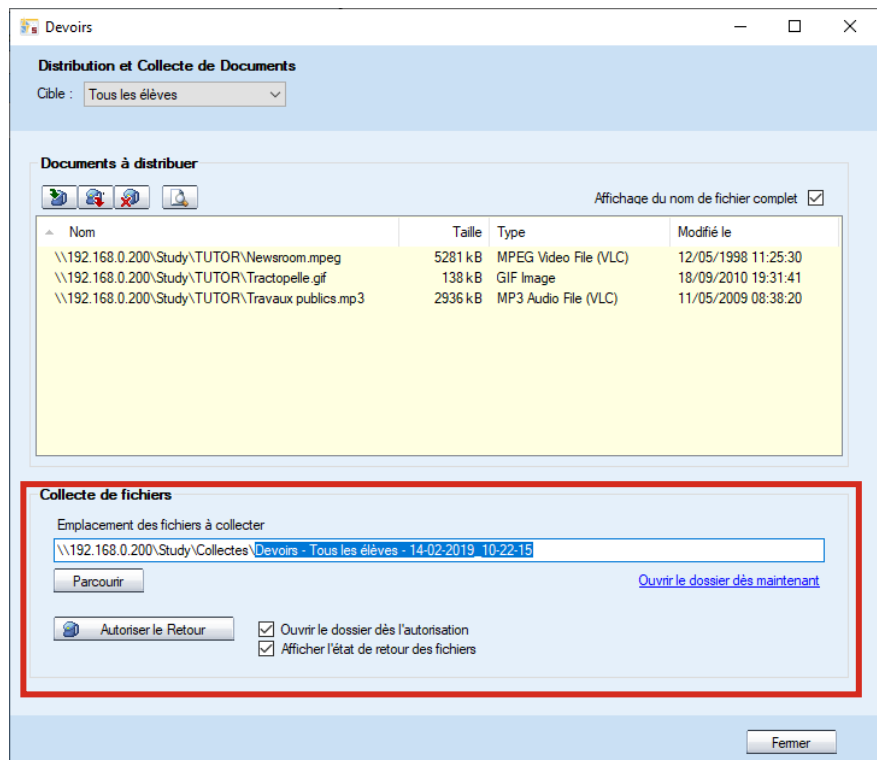 Devoirs
Distribution et Collecte de Documents
Cible : Tous les élèves
Documents à distribuer
Affichage du nom de fichier complet
Nom Taille Type Modifié le
\\192.168.0.200\Study\TUTOR\Newsroom.mpeg 5281 kB MPEG Video File (VLC) 12/05/1998 11:25:30
\\192.168.0.200\Study\TUTOR\Tractopelle.gif 138 kB GIF Image 18/09/2010 19:31:41
\\192.168.0.200\Study\TUTOR\Travaux publics.mp3 2936 kB MP3 Audio File (VLC) 11/05/2009 08:38:20
Collecte de fichiers
Emplacement des fichiers à collecter
\\192.168.0.200\Study\Collectes\Devoirs - Tous les élèves - 14-02-2019_10-22-15
Parcourir Ouvrir le dossier dès maintenant
Autoriser le Retour Ouvrir le dossier dès l'autorisation
Afficher l'état de retour des fichiers
Fermer